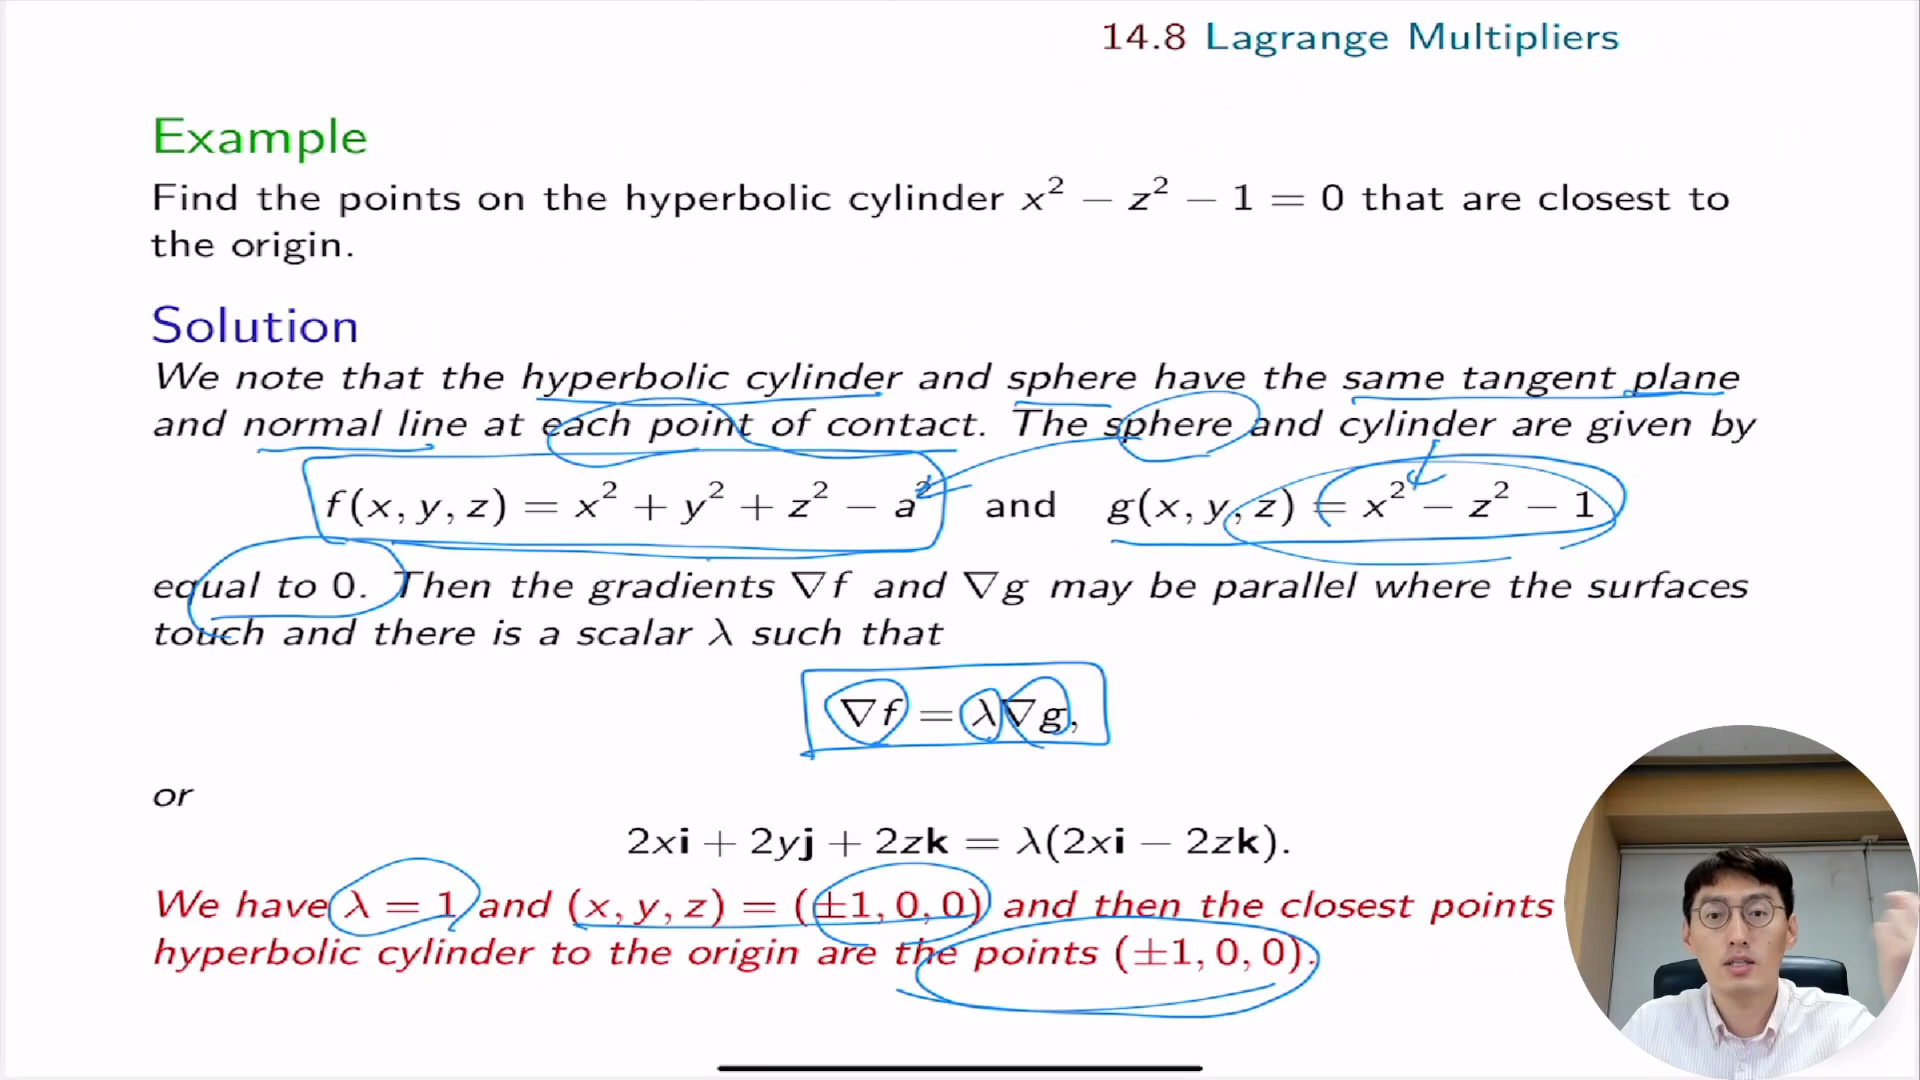 14.8 Lagrange Multipliers
Example
Find the points on the hyperbolic cylinder x² − z² − 1 = 0 that are closest to
the origin.
Solution
We note that the hyperbolic cylinder and sphere have the same tangent plane
and normal line at each point of contact. The sphere and cylinder are given by
f(x, y, z) = x² + y² + z² − a² and g(x, y, z) = x² − z² − 1
equal to 0. Then the gradients ∇f and ∇g may be parallel where the surfaces
touch and there is a scalar λ such that
∇f = λ∇g,
or
2xi + 2yj + 2zk = λ(2xi − 2zk).
We have λ = 1 and (x, y, z) = (±1, 0, 0) and then the closest points
hyperbolic cylinder to the origin are the points (±1, 0, 0).